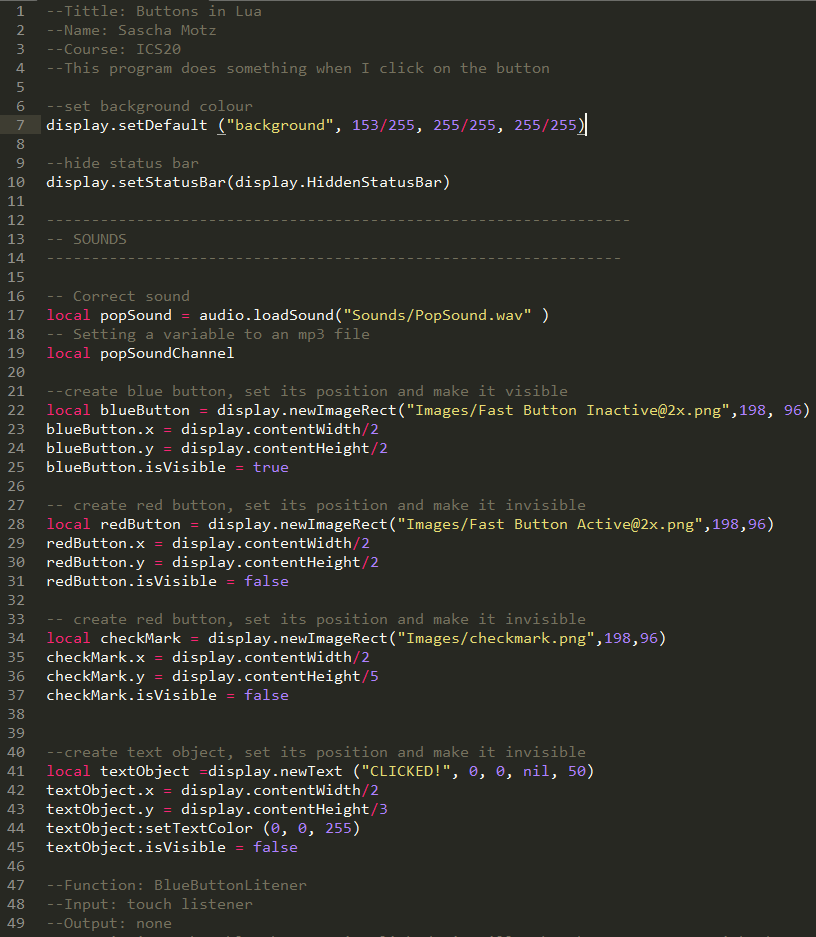 1 --Tittle: Buttons in Lua
2 --Name: Sascha Motz
3 --Course: ICS20
4 --This program does something when I click on the button
5
6 --set background colour
7 display.setDefault ("background", 153/255, 255/255, 255/255)
8
9 --hide status bar
10 display.setStatusBar(display.HiddenStatusBar)
11
12 -----------------------------------------------------------------
13 -- SOUNDS
14 ----------------------------------------------------------------
15
16 -- Correct sound
17 local popSound = audio.loadSound("Sounds/PopSound.wav" )
18 -- Setting a variable to an mp3 file
19 local popSoundChannel
20
21 --create blue button, set its position and make it visible
22 local blueButton = display.newImageRect("Images/Fast Button Inactive@2x.png",198, 96)
23 blueButton.x = display.contentWidth/2
24 blueButton.y = display.contentHeight/2
25 blueButton.isVisible = true
26
27 -- create red button, set its position and make it invisible
28 local redButton = display.newImageRect("Images/Fast Button Active@2x.png",198,96)
29 redButton.x = display.contentWidth/2
30 redButton.y = display.contentHeight/2
31 redButton.isVisible = false
32
33 -- create red button, set its position and make it invisible
34 local checkMark = display.newImageRect("Images/checkmark.png",198,96)
35 checkMark.x = display.contentWidth/2
36 checkMark.y = display.contentHeight/5
37 checkMark.isVisible = false
38
39
40 --create text object, set its position and make it invisible
41 local textObject =display.newText ("CLICKED!", 0, 0, nil, 50)
42 textObject.x = display.contentWidth/2
43 textObject.y = display.contentHeight/3
44 textObject:setTextColor (0, 0, 255)
45 textObject.isVisible = false
46
47 --Function: BlueButtonLitener
48 --Input: touch listener
49 --Output: none